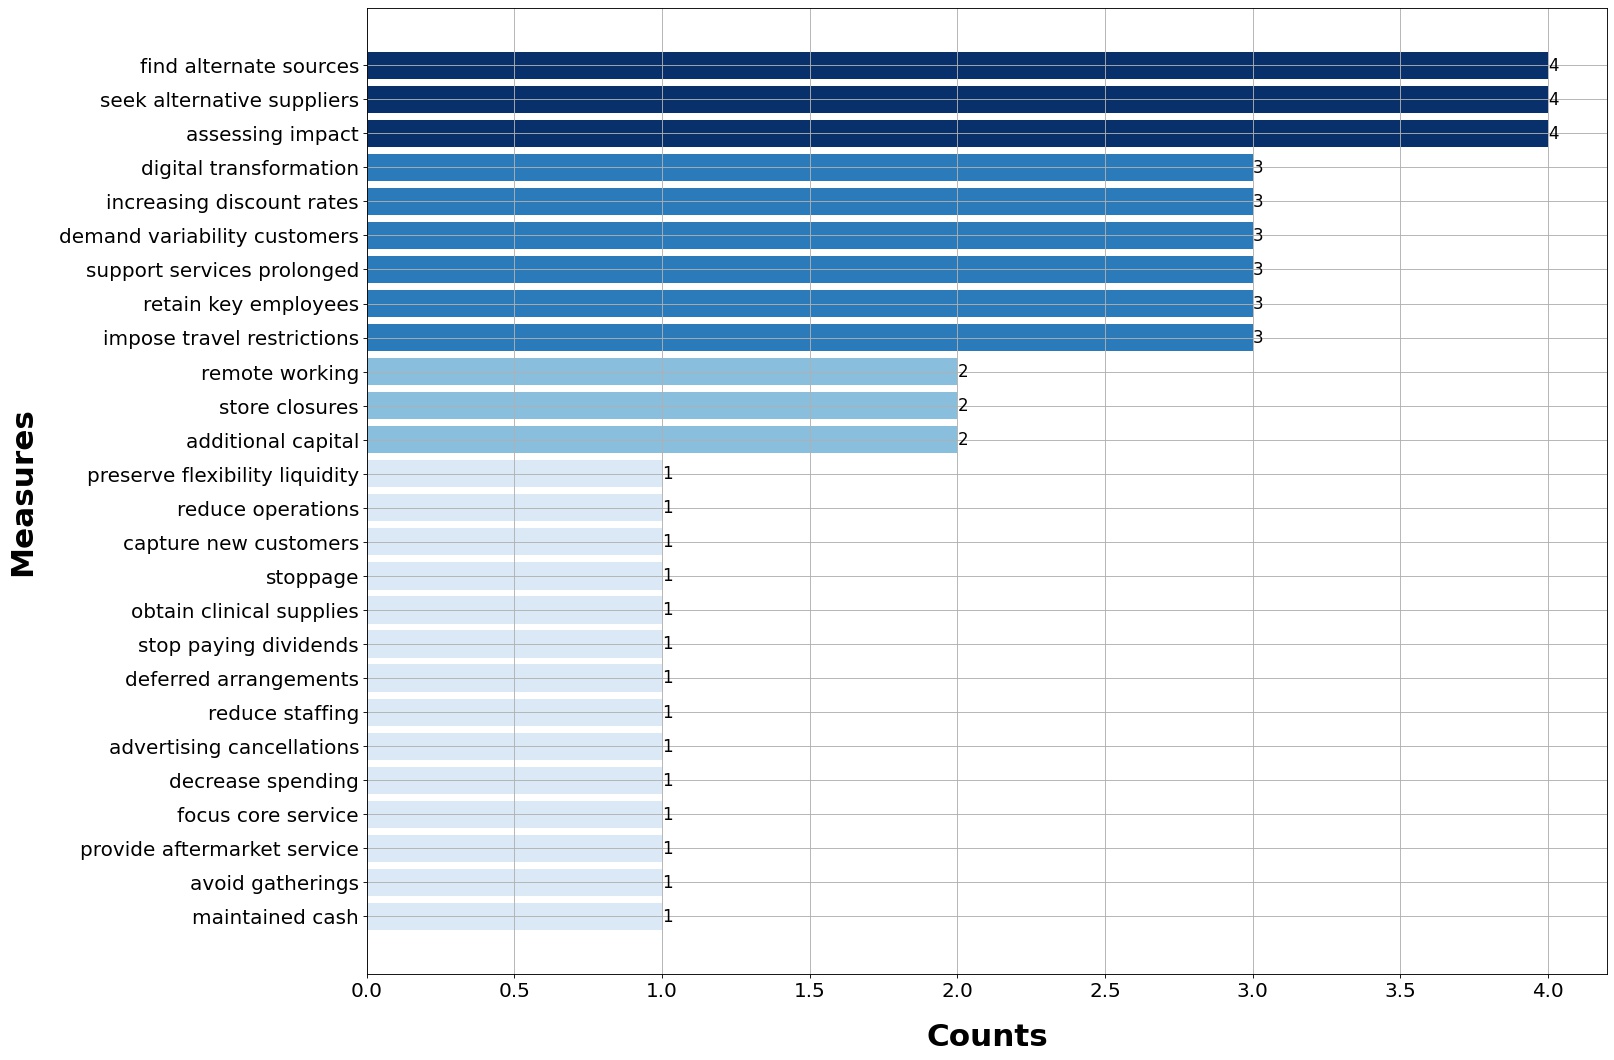 find alternate sources 4
seek alternative suppliers 4
assessing impact 4
digital transformation 3
increasing discount rates 3
demand variability customers 3
support services prolonged 3
retain key employees 3
impose travel restrictions 3
remote working 2
store closures 2
additional capital 2
preserve flexibility liquidity 1
reduce operations 1
capture new customers 1
stoppage 1
obtain clinical supplies 1
stop paying dividends 1
deferred arrangements 1
reduce staffing 1
advertising cancellations 1
decrease spending 1
focus core service 1
provide aftermarket service 1
avoid gatherings 1
maintained cash 1
Measures
0.0 0.5 1.0 1.5 2.0 2.5 3.0 3.5 4.0
Counts